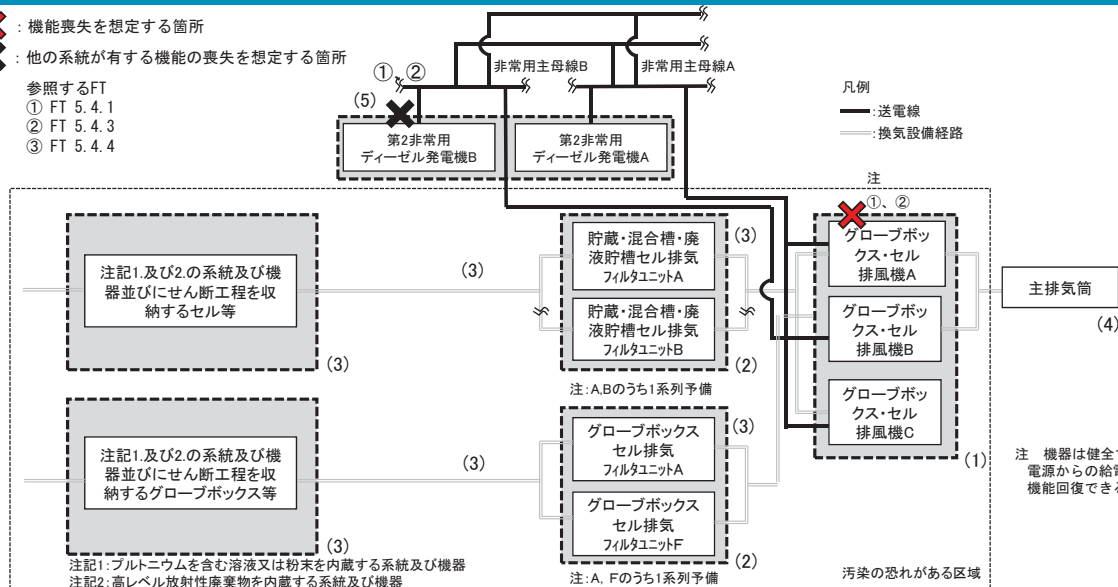 ：機能喪失を想定する箇所
：他の系統が有する機能の喪失を想定する箇所
参照するFT
① FT 5.4.1
② FT 5.4.3
③ FT 5.4.4
①、②
非常用主母線B
非常用主母線A
(5)
第2非常用
ディーゼル発電機B
第2非常用
ディーゼル発電機A
凡例
:送電線
:換気設備経路
注
①、②
注記1.及び2.の系統及び機
器並びにせん断工程を収
納するセル等
(3)
(3)
貯蔵・混合槽・廃
液貯槽セル排気
フィルタユニットA
(3)
貯蔵・混合槽・廃
液貯槽セル排気
フィルタユニットB
(2)
注:A,Bのうち1系列予備
グローブボッ
クス・セル
排風機A
グローブボッ
クス・セル
排風機B
グローブボッ
クス・セル
排風機C
(1)
主排気筒
(4)
注記1.及び2.の系統及び機
器並びにせん断工程を収
納するグローブボックス等
(3)
(3)
グローブボックス
セル排気
フィルタユニットA
(3)
グローブボックス
セル排気
フィルタユニットF
(2)
注:A, Fのうち1系列予備
注 機器は健全で
電源からの給電
機能回復できる
注記1:プルトニウムを含む溶液又は粉末を内蔵する系統及び機器
注記2:高レベル放射性廃棄物を内蔵する系統及び機器
汚染の恐れがある区域